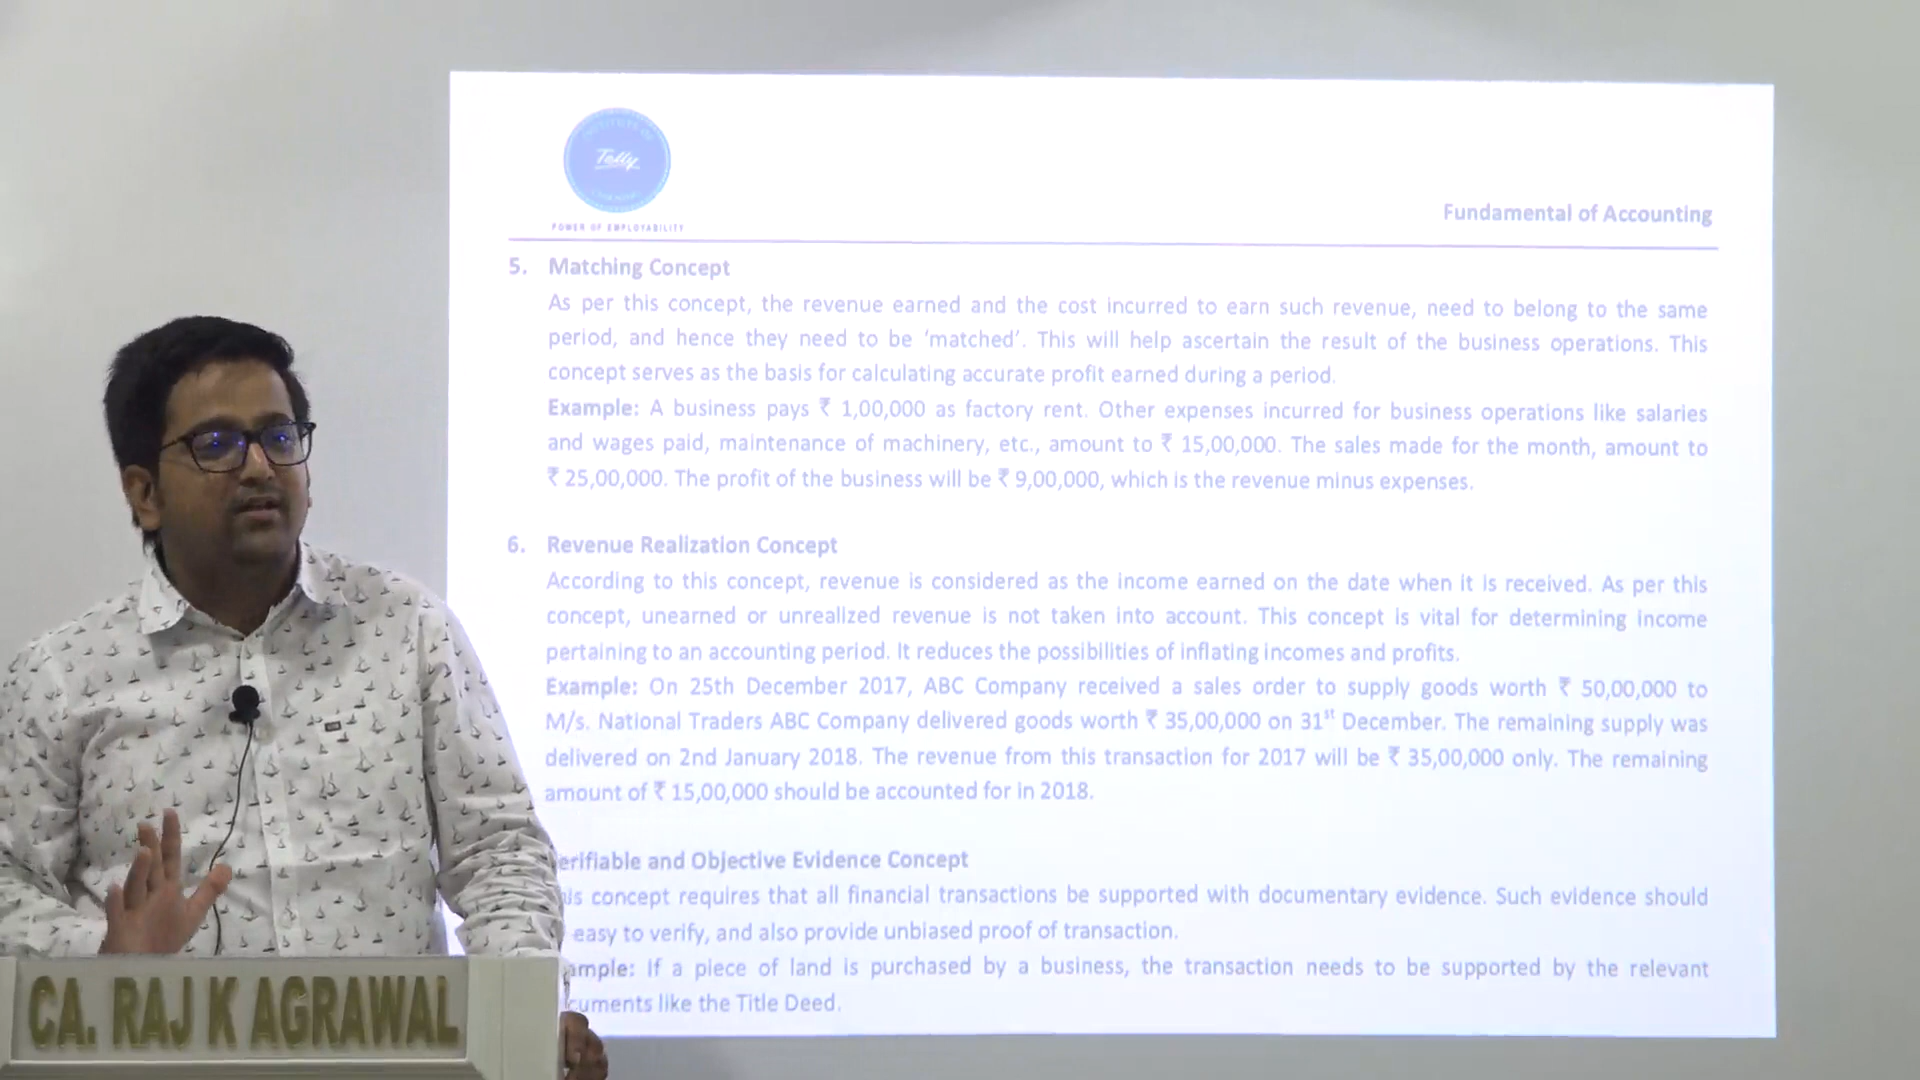 INSTITUTE OF
Tally
LEARNING
POWER OF EMPLOYABILITY
Fundamental of Accounting
5. Matching Concept
As per this concept, the revenue earned and the cost incurred to earn such revenue, need to belong to the same
period, and hence they need to be ‘matched’. This will help ascertain the result of the business operations. This
concept serves as the basis for calculating accurate profit earned during a period.
Example: A business pays ₹ 1,00,000 as factory rent. Other expenses incurred for business operations like salaries
and wages paid, maintenance of machinery, etc., amount to ₹ 15,00,000. The sales made for the month, amount to
₹ 25,00,000. The profit of the business will be ₹ 9,00,000, which is the revenue minus expenses.
6. Revenue Realization Concept
According to this concept, revenue is considered as the income earned on the date when it is received. As per this
concept, unearned or unrealized revenue is not taken into account. This concept is vital for determining income
pertaining to an accounting period. It reduces the possibilities of inflating incomes and profits.
Example: On 25th December 2017, ABC Company received a sales order to supply goods worth ₹ 50,00,000 to
M/s. National Traders ABC Company delivered goods worth ₹ 35,00,000 on 31st December. The remaining supply was
delivered on 2nd January 2018. The revenue from this transaction for 2017 will be ₹ 35,00,000 only. The remaining
amount of ₹ 15,00,000 should be accounted for in 2018.
erifiable and Objective Evidence Concept
is concept requires that all financial transactions be supported with documentary evidence. Such evidence should
easy to verify, and also provide unbiased proof of transaction.
ample: If a piece of land is purchased by a business, the transaction needs to be supported by the relevant
cuments like the Title Deed.
CA. RAJ K AGRAWAL